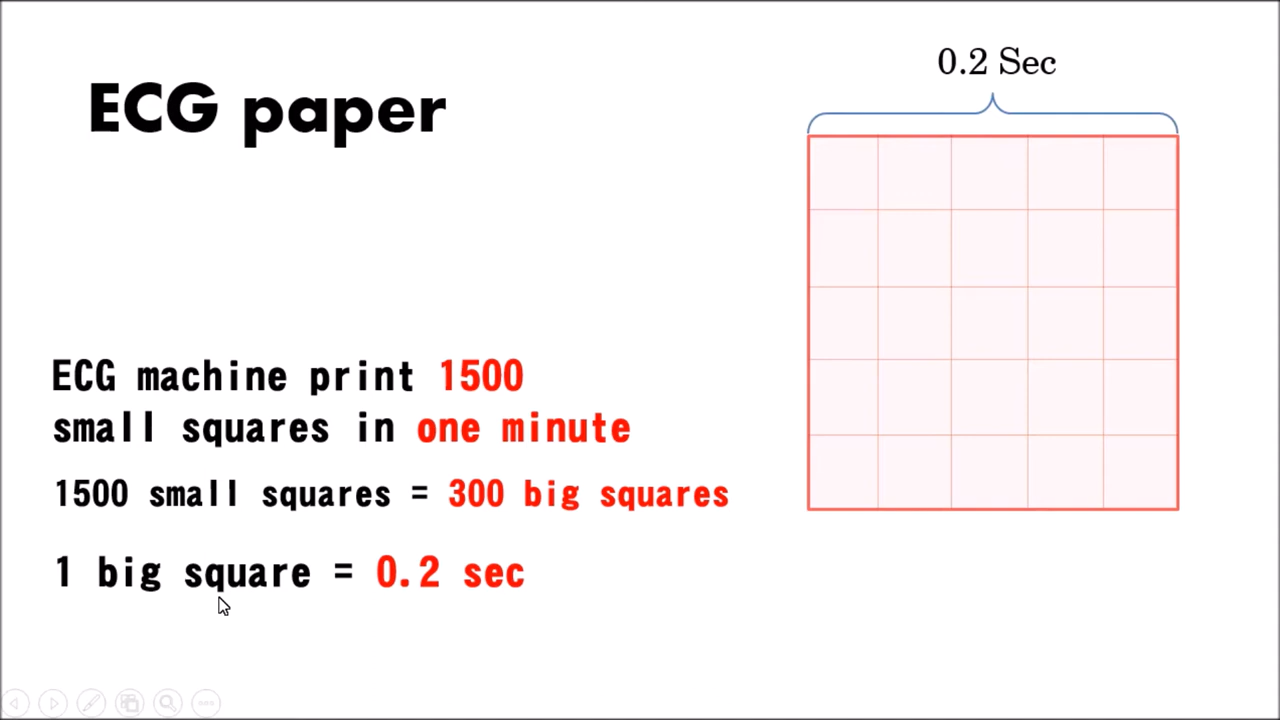 ECG paper
0.2 Sec
ECG machine print 1500
small squares in one minute
1500 small squares = 300 big squares
1 big square = 0.2 sec